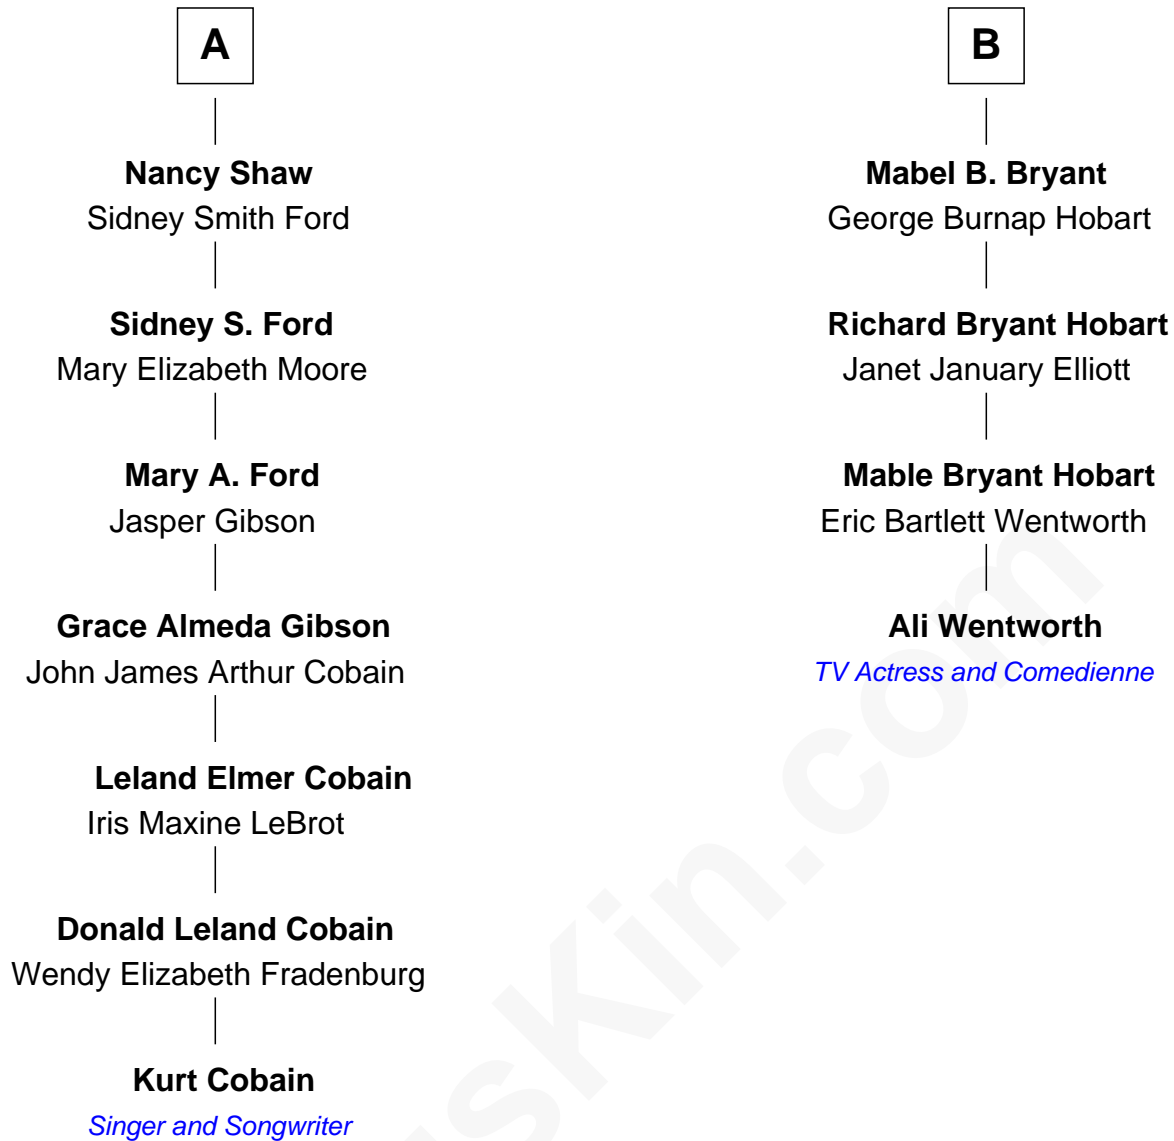 A
Nancy Shaw
Sidney Smith Ford
Sidney S. Ford
Mary Elizabeth Moore
Mary A. Ford
Jasper Gibson
Grace Almeda Gibson
John James Arthur Cobain
Leland Elmer Cobain
Iris Maxine LeBrot
Donald Leland Cobain
Wendy Elizabeth Fradenburg
Kurt Cobain
Singer and Songwriter
B
Mabel B. Bryant
George Burnap Hobart
Richard Bryant Hobart
Janet January Elliott
Mable Bryant Hobart
Eric Bartlett Wentworth
Ali Wentworth
TV Actress and Comedienne